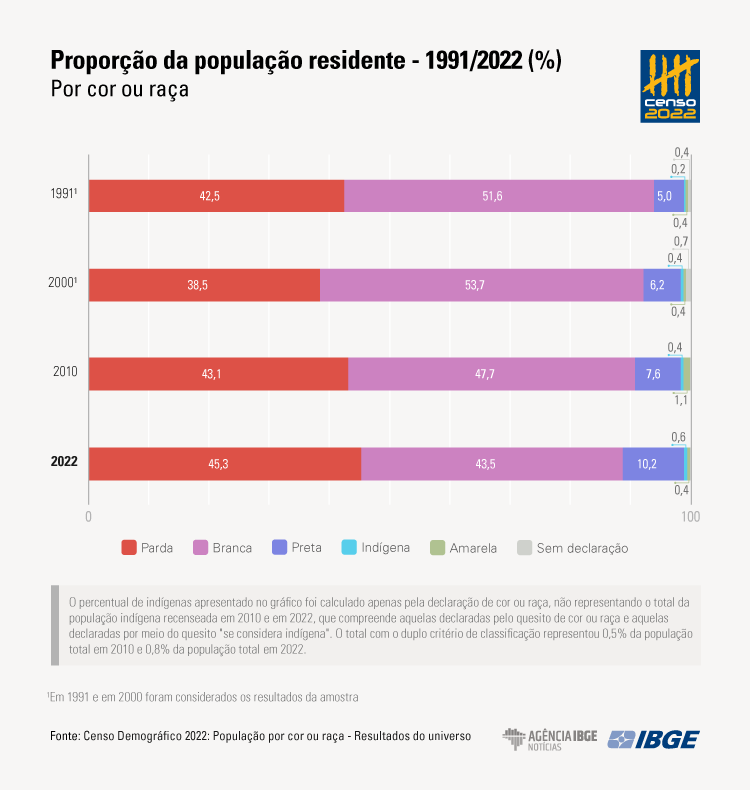 Proporção da população residente - 1991/2022 (%)
Por cor ou raça
censo
2022
0,4
0,2
1991¹
42,5
51,6
5,0
0,4
0,7
0,4
2000¹
38,5
53,7
6,2
0,4
0,4
2010
43,1
47,7
7,6
1,1
0,6
2022
45,3
43,5
10,2
0,4
0
100
Parda
Branca
Preta
Indígena
Amarela
Sem declaração
O percentual de indígenas apresentado no gráfico foi calculado apenas pela declaração de cor ou raça, não representando o total da
população indígena recenseada em 2010 e em 2022, que compreende aquelas declaradas pelo quesito de cor ou raça e aquelas
declaradas por meio do quesito "se considera indígena". O total com o duplo critério de classificação representou 0,5% da população
total em 2010 e 0,8% da população total em 2022.
¹Em 1991 e em 2000 foram considerados os resultados da amostra
Fonte: Censo Demográfico 2022: População por cor ou raça - Resultados do universo
AGÊNCIA IBGE
NOTÍCIAS
IBGE